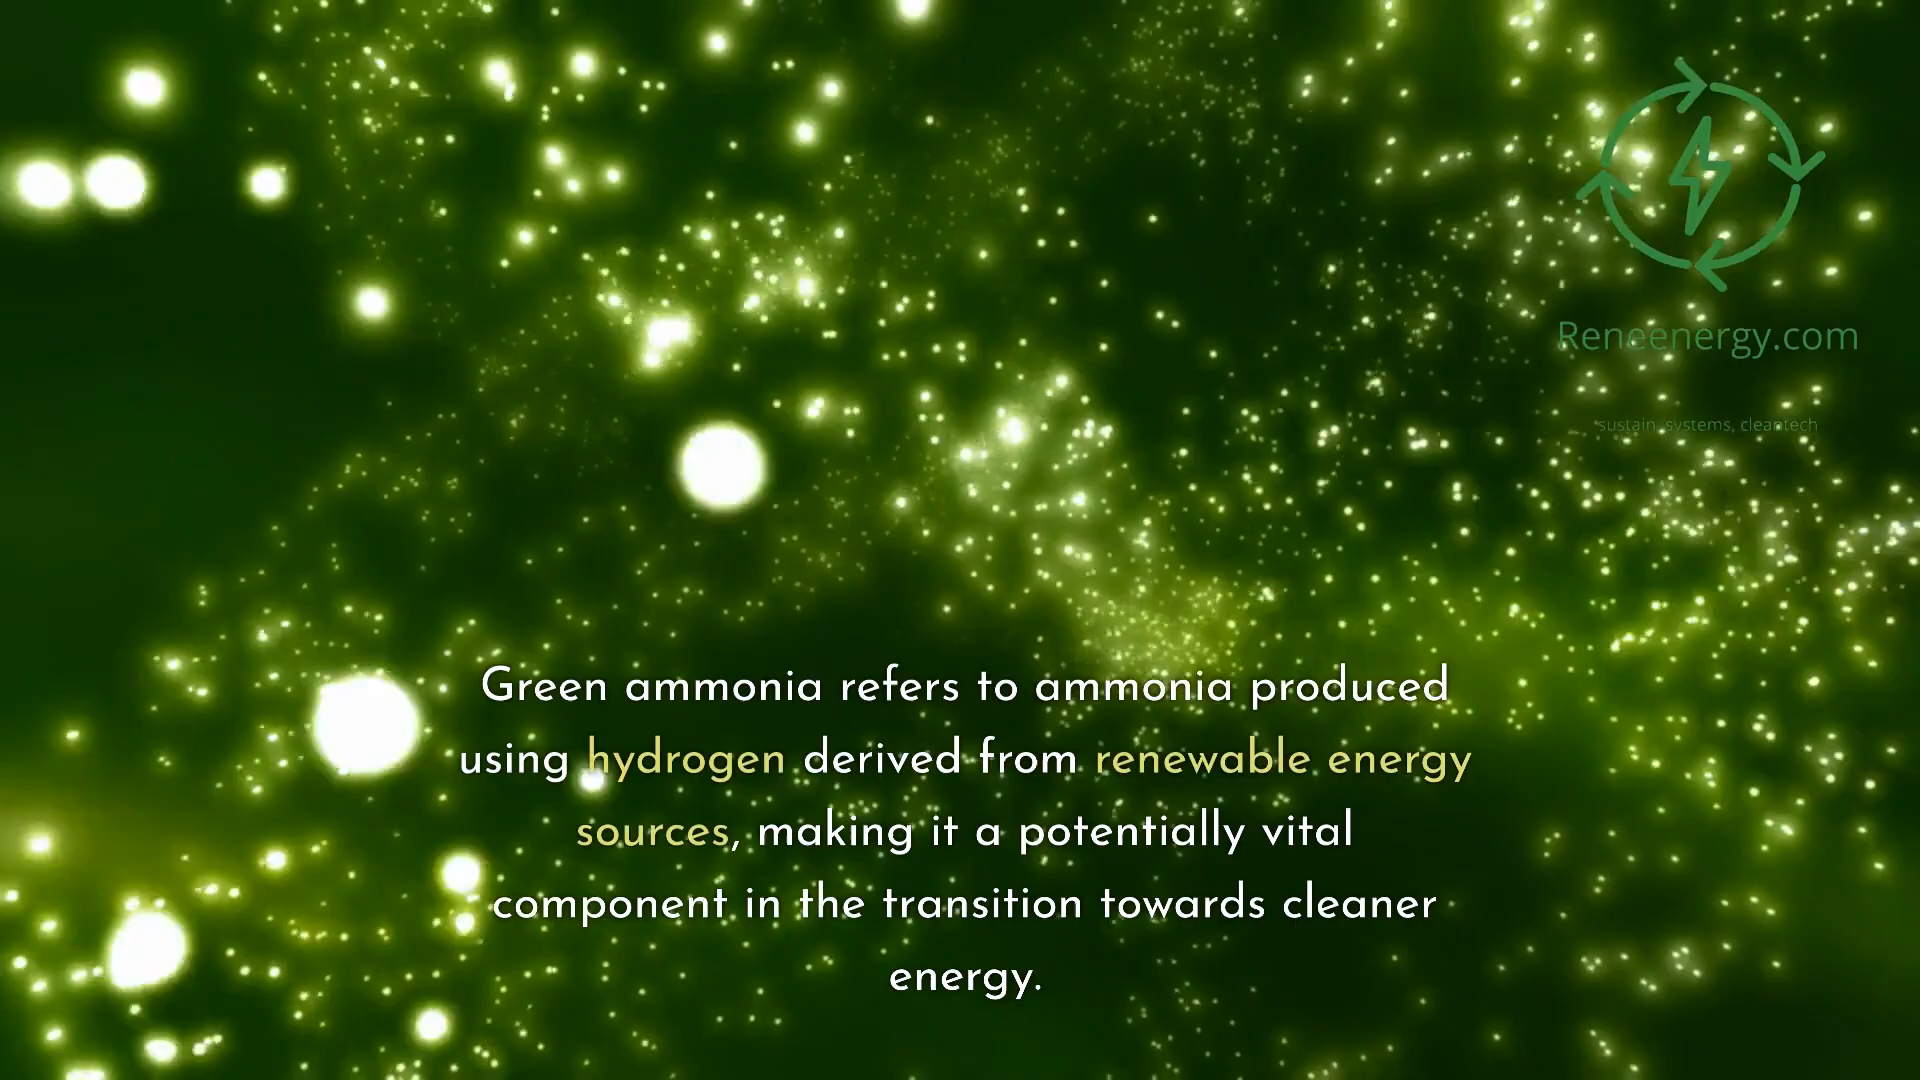 Reneenergy.com
sustain, systems, cleantech
Green ammonia refers to ammonia produced
using hydrogen derived from renewable energy
sources, making it a potentially vital
component in the transition towards cleaner
energy.